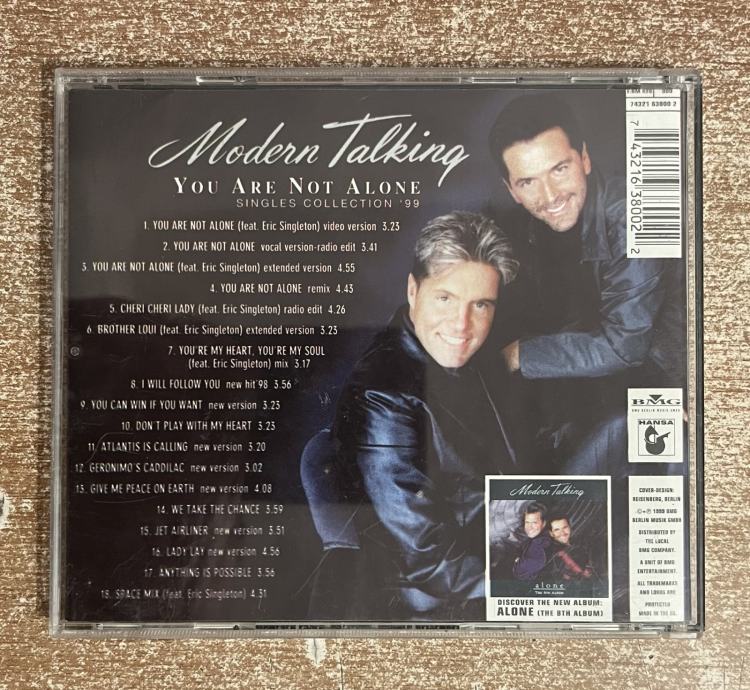 Modern Talking
YOU ARE NOT ALONE
SINGLES COLLECTION '99
1. YOU ARE NOT ALONE (feat. Eric Singleton) video version 3.23
2. YOU ARE NOT ALONE vocal version-radio edit 3.41
3. YOU ARE NOT ALONE (feat. Eric Singleton) extended version 4.55
4. YOU ARE NOT ALONE remix 4.43
5. CHERI CHERI LADY (feat. Eric Singleton) radio edit 4.26
6. BROTHER LOUI (feat. Eric Singleton) extended version 3.23
7. YOU'RE MY HEART, YOU'RE MY SOUL
(feat. Eric Singleton) mix 3.17
8. I WILL FOLLOW YOU new hit 98 3.56
9. YOU CAN WIN IF YOU WANT new version 3.23
10. DON'T PLAY WITH MY HEART 3.23
11. ATLANTIS IS CALLING new version 3.20
12. GERONIMO'S CADDILAC new version 3.02
13. GIVE ME PEACE ON EARTH new version 4.08
14. WE TAKE THE CHANCE 3.59
15. JET AIRLINER new version 3.51
16. LADY LAY new version 4.56
17. ANYTHING IS POSSIBLE 3.56
18. SPACE MIX (feat. Eric Singleton) 4.31
74321 63800 2
7 43216 38002 2
BMG
BMG BERLIN MUSIK GMBH
HANSA
Modern Talking
alone
THE 8TH ALBUM
DISCOVER THE NEW ALBUM:
ALONE (THE 8TH ALBUM)
COVER-DESIGN:
REISENBERG, BERLIN
©+℗ 1999 BMG
BERLIN MUSIK GMBH
DISTRIBUTED BY
THE LOCAL
BMG COMPANY.
A UNIT OF BMG
ENTERTAINMENT.
ALL TRADEMARKS
AND LOGOS ARE
PROTECTED
MADE IN THE EU.